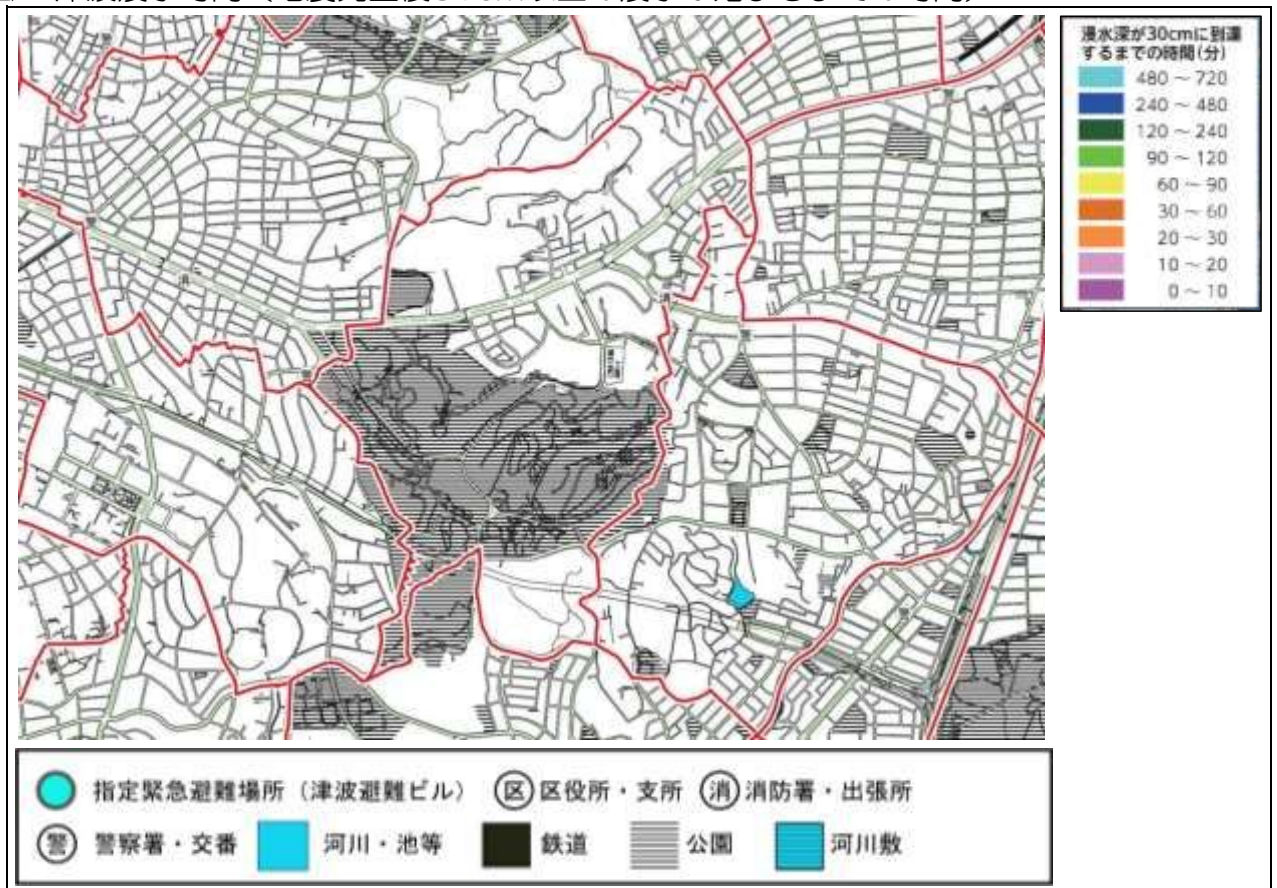 浸水深が30cmに到達
するまでの時間(分)
480 ～ 720
240 ～ 480
120 ～ 240
90 ～ 120
60 ～ 90
30 ～ 60
20 ～ 30
10 ～ 20
0 ～ 10
指定緊急避難場所（津波避難ビル） 区 区役所・支所 消 消防署・出張所
警 警察署・交番 河川・池等 鉄道 公園 河川敷